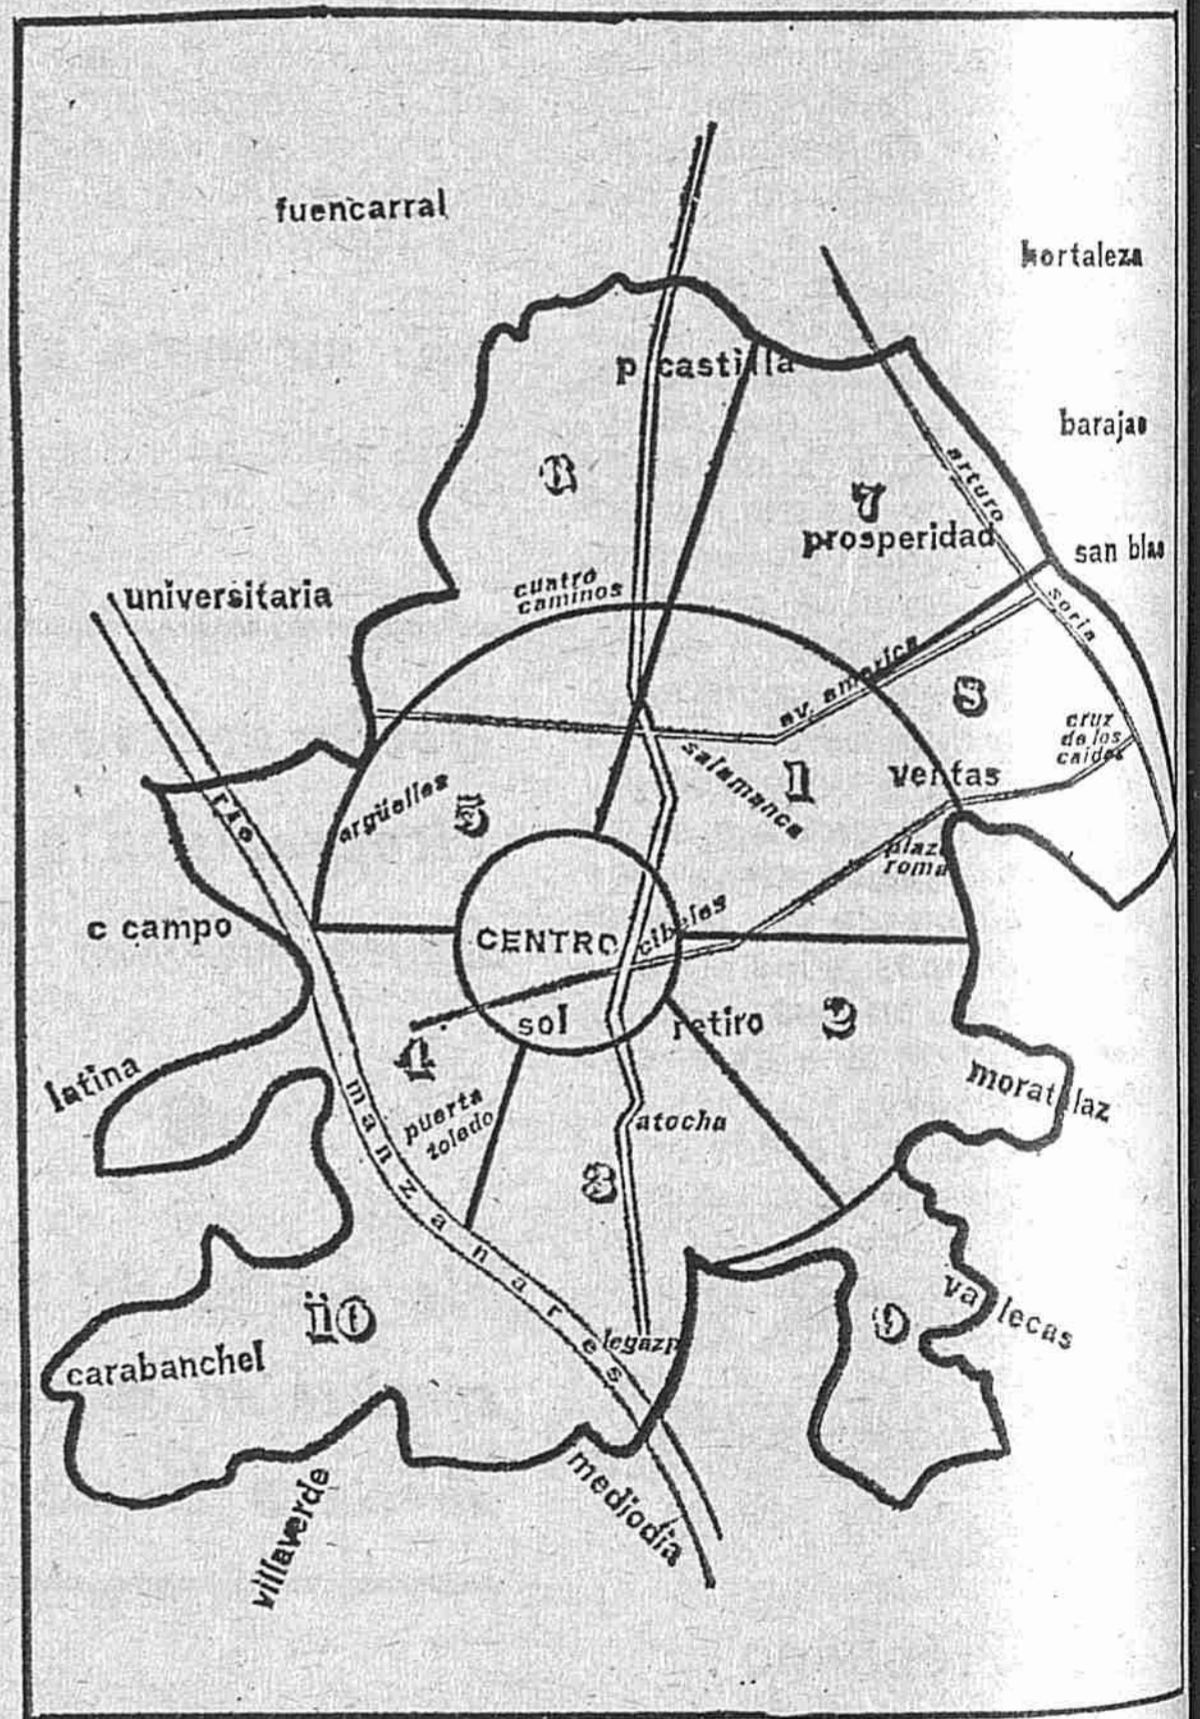 fuencarral
hortaleza
p castilla
barajas
6
arturo
7
prosperidad
san blas
cuatro
caminos
universitaria
soria
av. america
8
cruz
de los
caidos
salamanca
1
ventas
argüelles
5
rio
plaza
roma
c campo
CENTRO
cibeles
sol
retiro
2
4
latina
moratalaz
manzanares
puerta
toledo
atocha
3
vallecas
10
9
legazpi
carabanchel
mediodia
villaverde